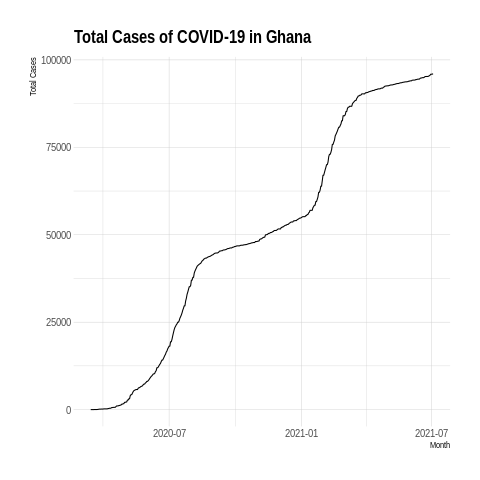 Total Cases of COVID-19 in Ghana
Total Cases
100000
75000
50000
25000
0
2020-07
2021-01
2021-07
Month